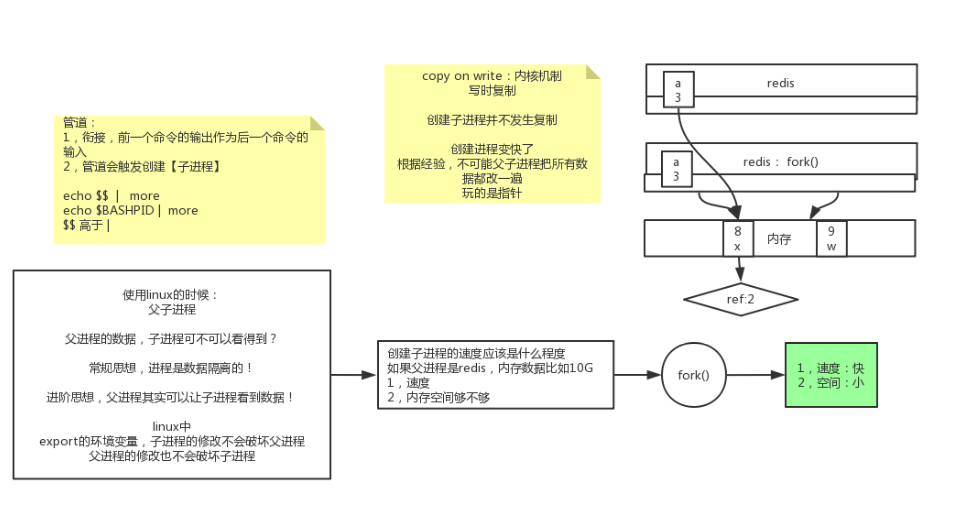 管道：
1，衔接，前一个命令的输出作为后一个命令的
输入
2，管道会触发创建【子进程】
echo $$ | more
echo $BASHPID | more
$$ 高于 |
copy on write：内核机制
写时复制
创建子进程并不发生复制
创建进程变快了
根据经验，不可能父子进程把所有数
据都改一遍
玩的是指针
redis
a
3
redis： fork()
a
3
8
x
内存
9
w
ref:2
使用linux的时候：
父子进程
父进程的数据，子进程可不可以看得到？
常规思想，进程是数据隔离的！
进阶思想，父进程其实可以让子进程看到数据！
linux中
export的环境变量，子进程的修改不会破坏父进程
父进程的修改也不会破坏子进程
创建子进程的速度应该是什么程度
如果父进程是redis，内存数据比如10G
1，速度
2，内存空间够不够
fork()
1，速度：快
2，空间：小